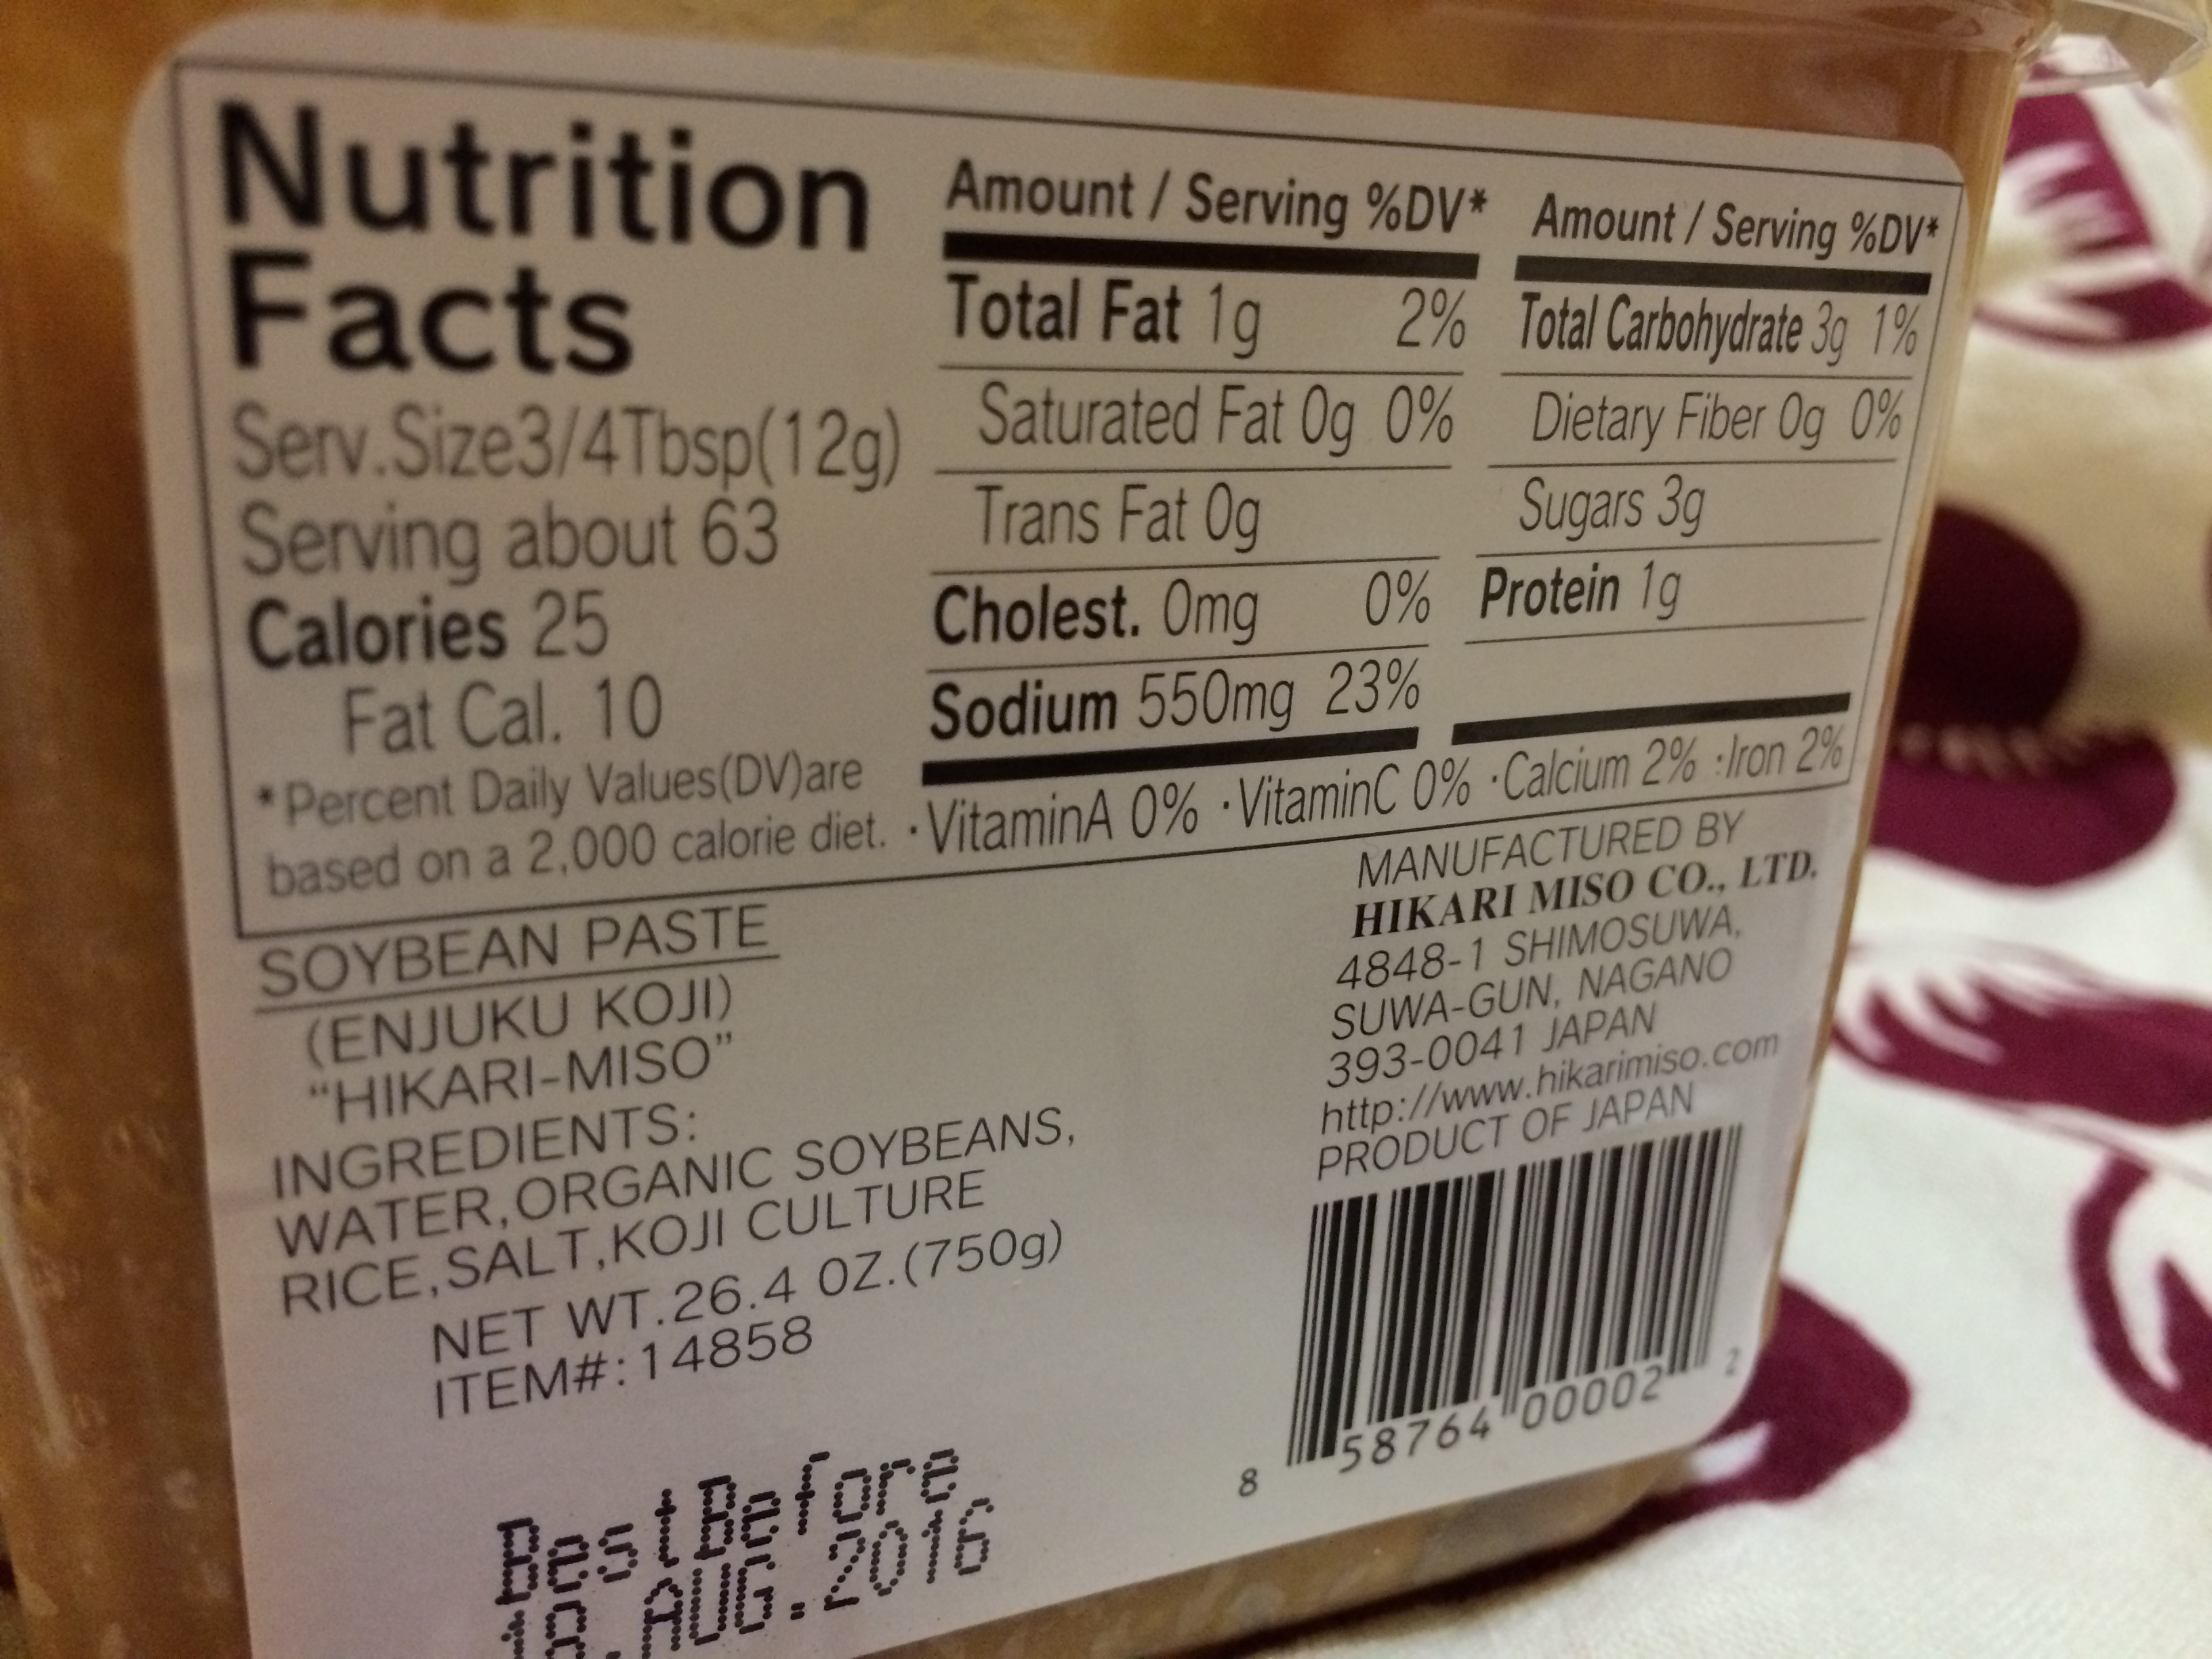 Nutrition
Facts
Serv.Size3/4Tbsp(12g)
Serving about 63
Calories 25
Fat Cal. 10
*Percent Daily Values(DV)are
based on a 2,000 calorie diet.
Amount / Serving %DV*
Total Fat 1g 2%
Saturated Fat 0g 0%
Trans Fat 0g
Cholest. 0mg 0%
Sodium 550mg 23%
Amount / Serving %DV*
Total Carbohydrate 3g 1%
Dietary Fiber 0g 0%
Sugars 3g
Protein 1g
·VitaminA 0% ·VitaminC 0% ·Calcium 2% ·Iron 2%
SOYBEAN PASTE
(ENJUKU KOJI)
“HIKARI-MISO”
INGREDIENTS:
WATER,ORGANIC SOYBEANS,
RICE,SALT,KOJI CULTURE
NET WT.26.4 OZ.(750g)
ITEM#:14858
MANUFACTURED BY
HIKARI MISO CO., LTD.
4848-1 SHIMOSUWA,
SUWA-GUN, NAGANO
393-0041 JAPAN
http://www.hikarimiso.com
PRODUCT OF JAPAN
8 58764 00002 2
Best Before
AUG.2016